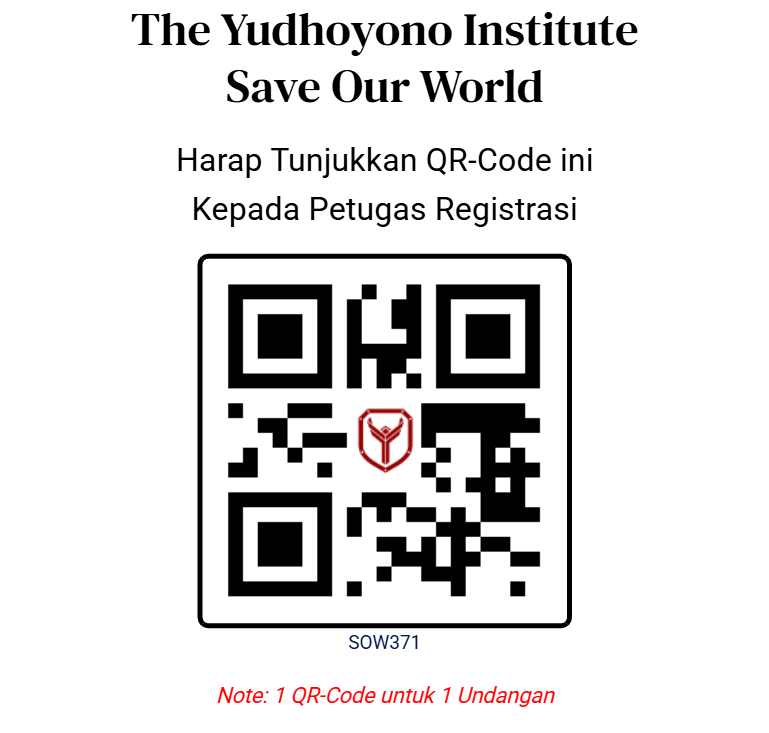 The Yudhoyono Institute
Save Our World
Harap Tunjukkan QR-Code ini
Kepada Petugas Registrasi
SOW371
Note: 1 QR-Code untuk 1 Undangan